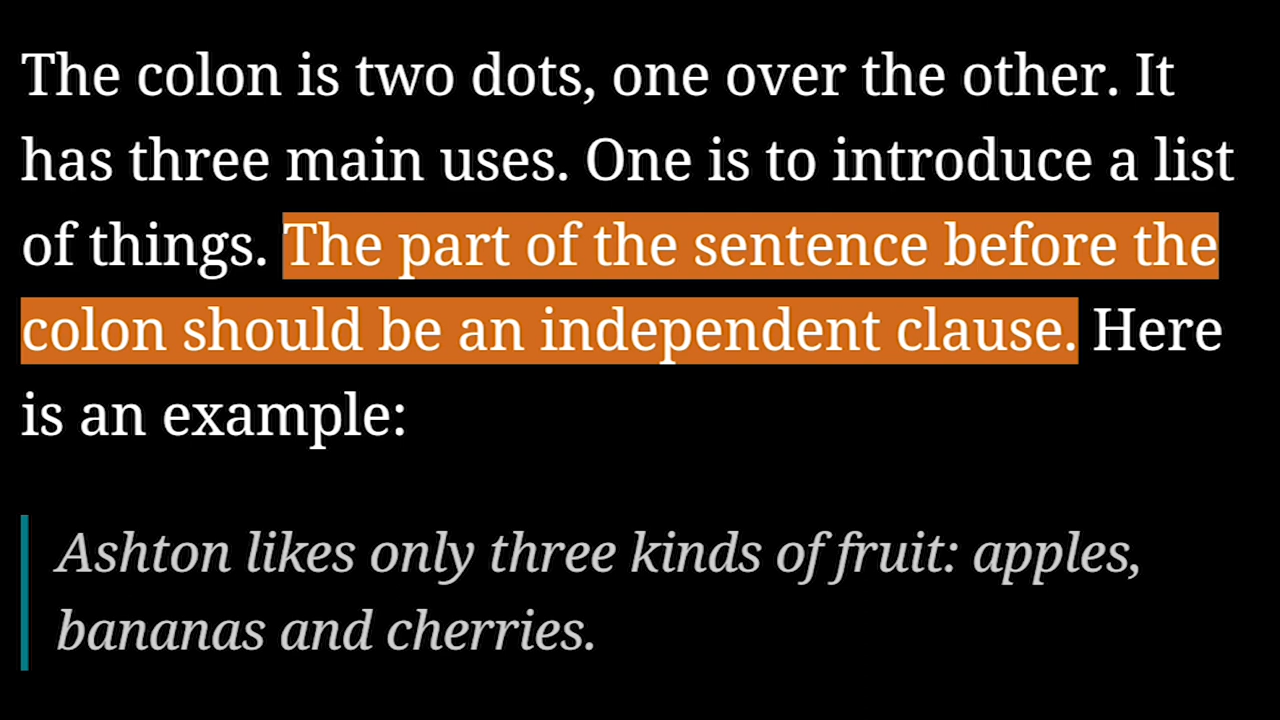 The colon is two dots, one over the other. It
has three main uses. One is to introduce a list
of things. The part of the sentence before the
colon should be an independent clause. Here
is an example:
Ashton likes only three kinds of fruit: apples,
bananas and cherries.